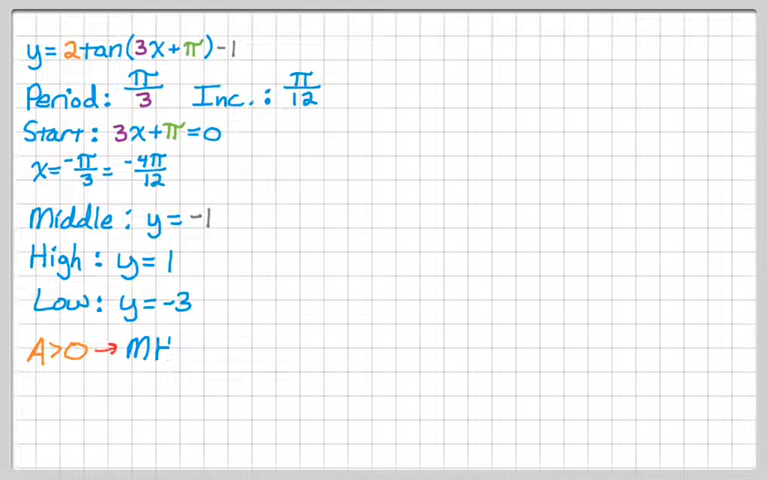 y=2tan(3x+π)-1
Period: π/3 Inc.: π/12
Start: 3x+π=0
x=-π/3=-4π/12
Middle: y=-1
High: y=1
Low: y=-3
A>0→MH